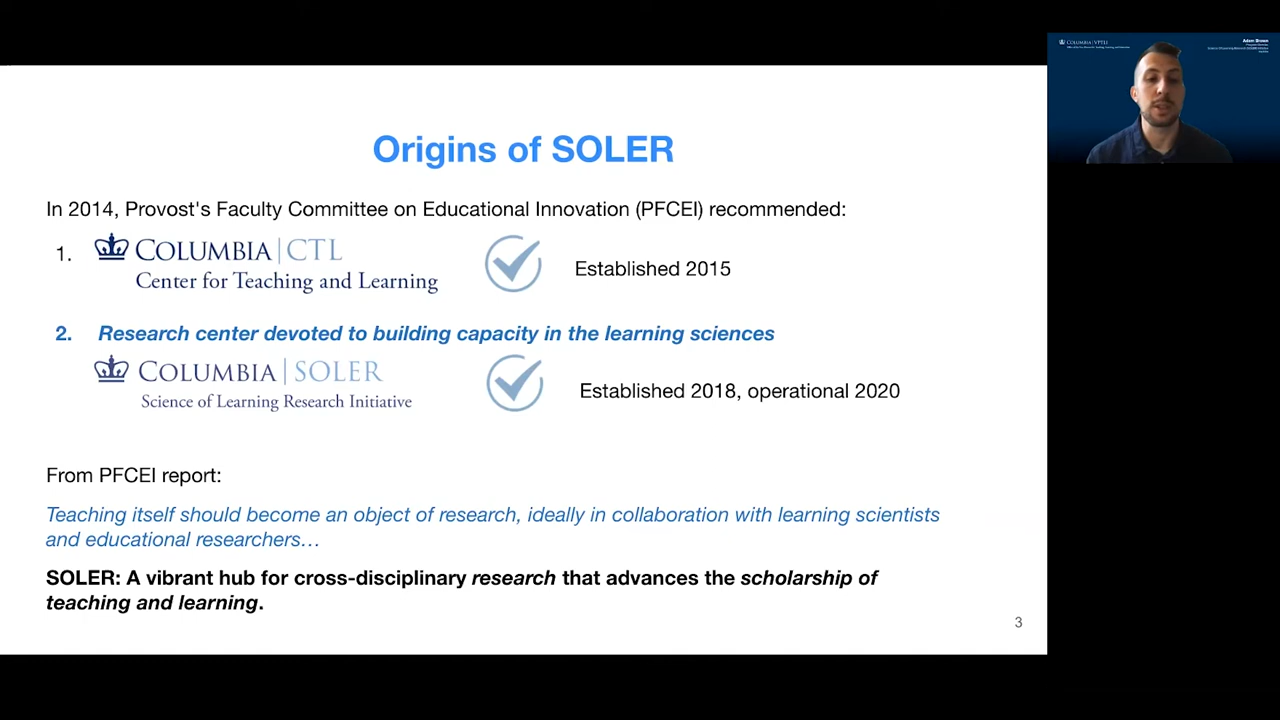 Origins of SOLER
In 2014, Provost's Faculty Committee on Educational Innovation (PFCEI) recommended:
1. COLUMBIA | CTL
Center for Teaching and Learning
Established 2015
2. Research center devoted to building capacity in the learning sciences
COLUMBIA | SOLER
Science of Learning Research Initiative
Established 2018, operational 2020
From PFCEI report:
Teaching itself should become an object of research, ideally in collaboration with learning scientists
and educational researchers…
SOLER: A vibrant hub for cross-disciplinary research that advances the scholarship of
teaching and learning.
3
COLUMBIA | VPTLI
Adam Brown